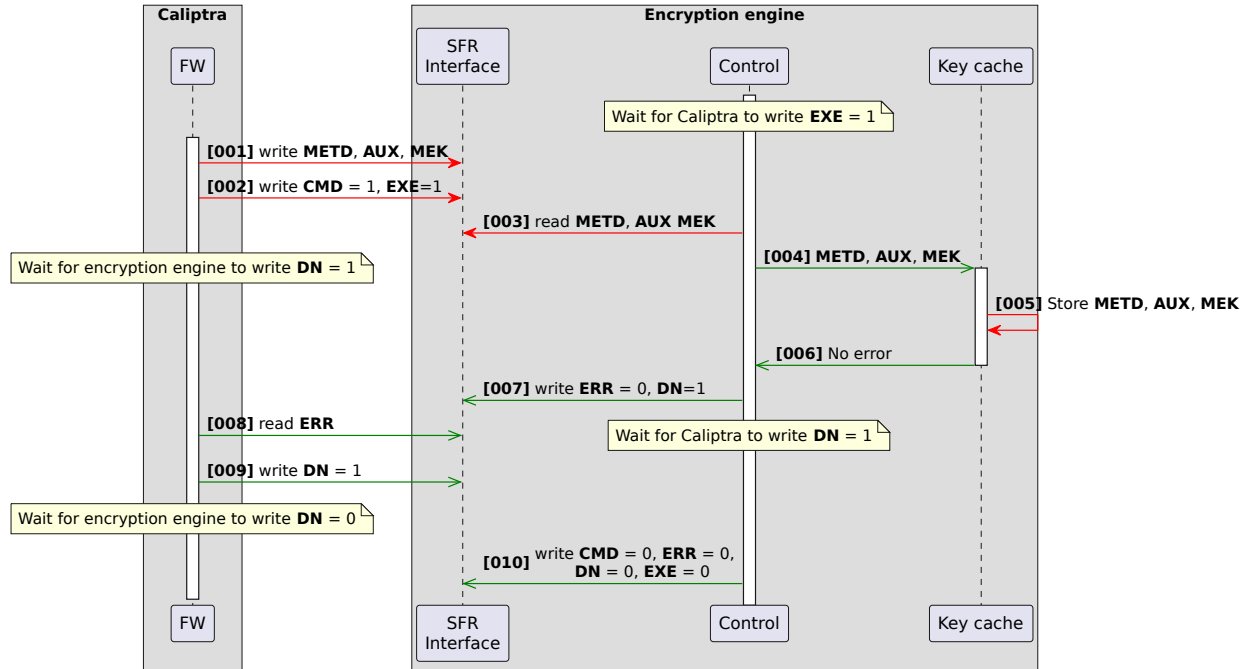 Caliptra
Encryption engine
FW
SFR
Interface
Control
Key cache
Wait for Caliptra to write EXE = 1
[001] write METD, AUX, MEK
[002] write CMD = 1, EXE=1
[003] read METD, AUX MEK
Wait for encryption engine to write DN = 1
[004] METD, AUX, MEK
[005] Store METD, AUX, MEK
[006] No error
[007] write ERR = 0, DN=1
[008] read ERR
Wait for Caliptra to write DN = 1
[009] write DN = 1
Wait for encryption engine to write DN = 0
[010] write CMD = 0, ERR = 0,
DN = 0, EXE = 0
FW
SFR
Interface
Control
Key cache